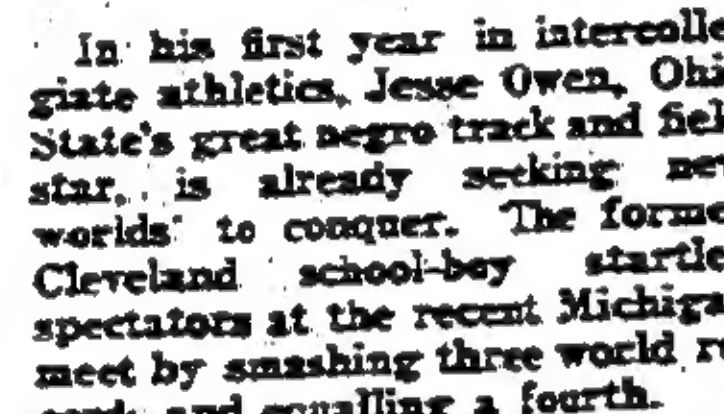 In his first year in intercolle
giate athletics, Jesse Owen, Ohi
State's great negro track and fiel
star, is already seeking ne
worlds to conquer. The forme
Cleveland school-boy startle
spectators at the recent Michiga
meet by smashing three world re
and equalling a fourth.